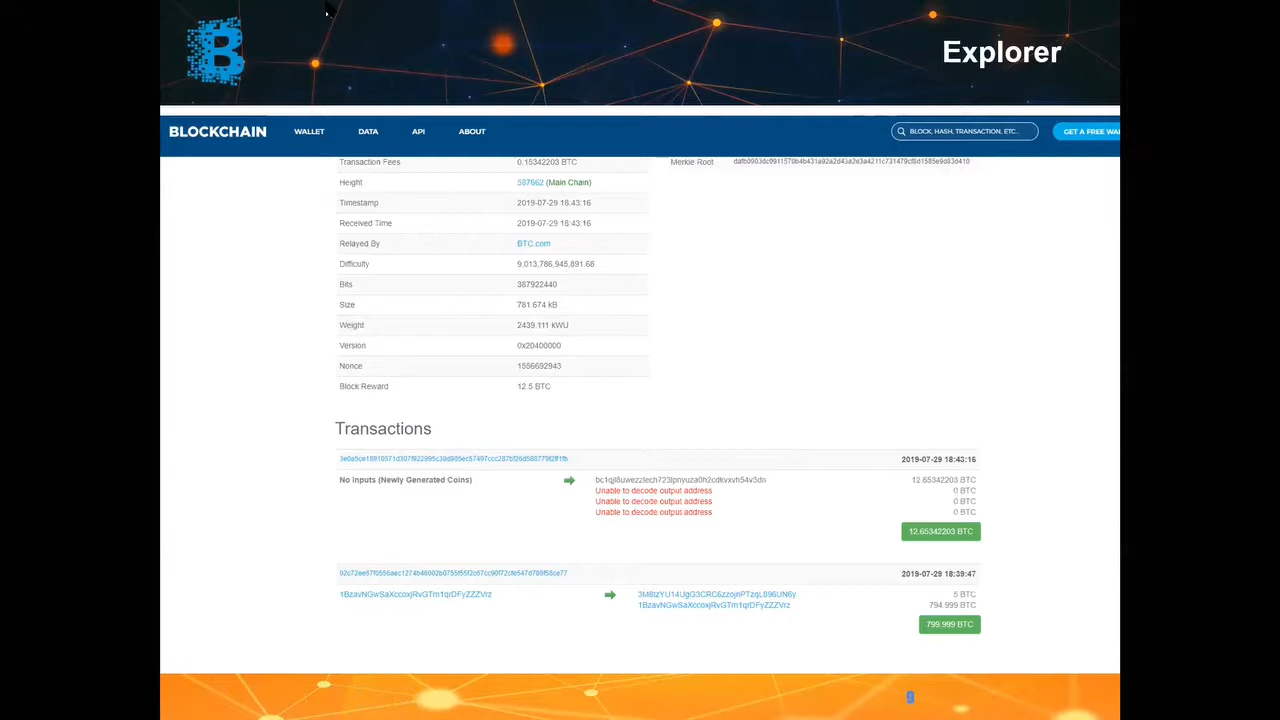 Explorer
BLOCKCHAIN WALLET DATA API ABOUT BLOCK, HASH, TRANSACTION, ETC... GET A FREE WA
Transaction Fees 0.15342203 BTC Merkle Root
Height 587662 (Main Chain)
Timestamp 2019-07-29 18:43:16
Received Time 2019-07-29 18:43:16
Relayed By BTC.com
Difficulty 9,013,786,945,891.68
Bits 387922440
Size 781.674 kB
Weight 2439.111 kWU
Version 0x20400000
Nonce 1556692943
Block Reward 12.5 BTC
Transactions
2019-07-29 18:43:16
No Inputs (Newly Generated Coins) 12.65342203 BTC
Unable to decode output address 0 BTC
Unable to decode output address 0 BTC
Unable to decode output address 0 BTC
12.65342203 BTC
2019-07-29 18:39:47
1BzavNGwSaXccoxjRvGTm1qrDFyZZZVrz 5 BTC
1BzavNGwSaXccoxjRvGTm1qrDFyZZZVrz 794.999 BTC
799.999 BTC
9